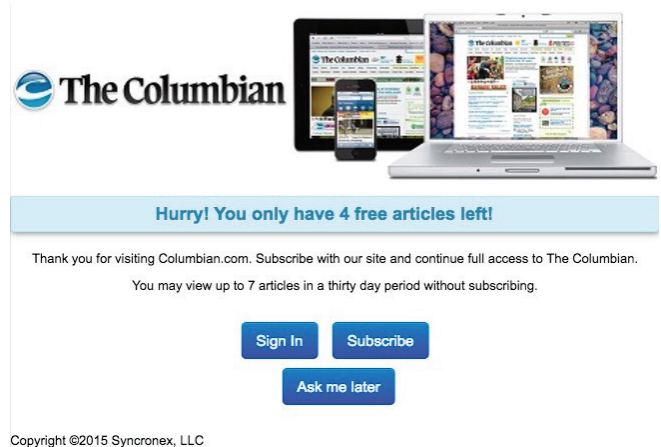 The Columbian
Hurry! You only have 4 free articles left!
Thank you for visiting Columbian.com. Subscribe with our site and continue full access to The Columbian.
You may view up to 7 articles in a thirty day period without subscribing.
Sign In
Subscribe
Ask me later
Copyright ©2015 Syncronex, LLC